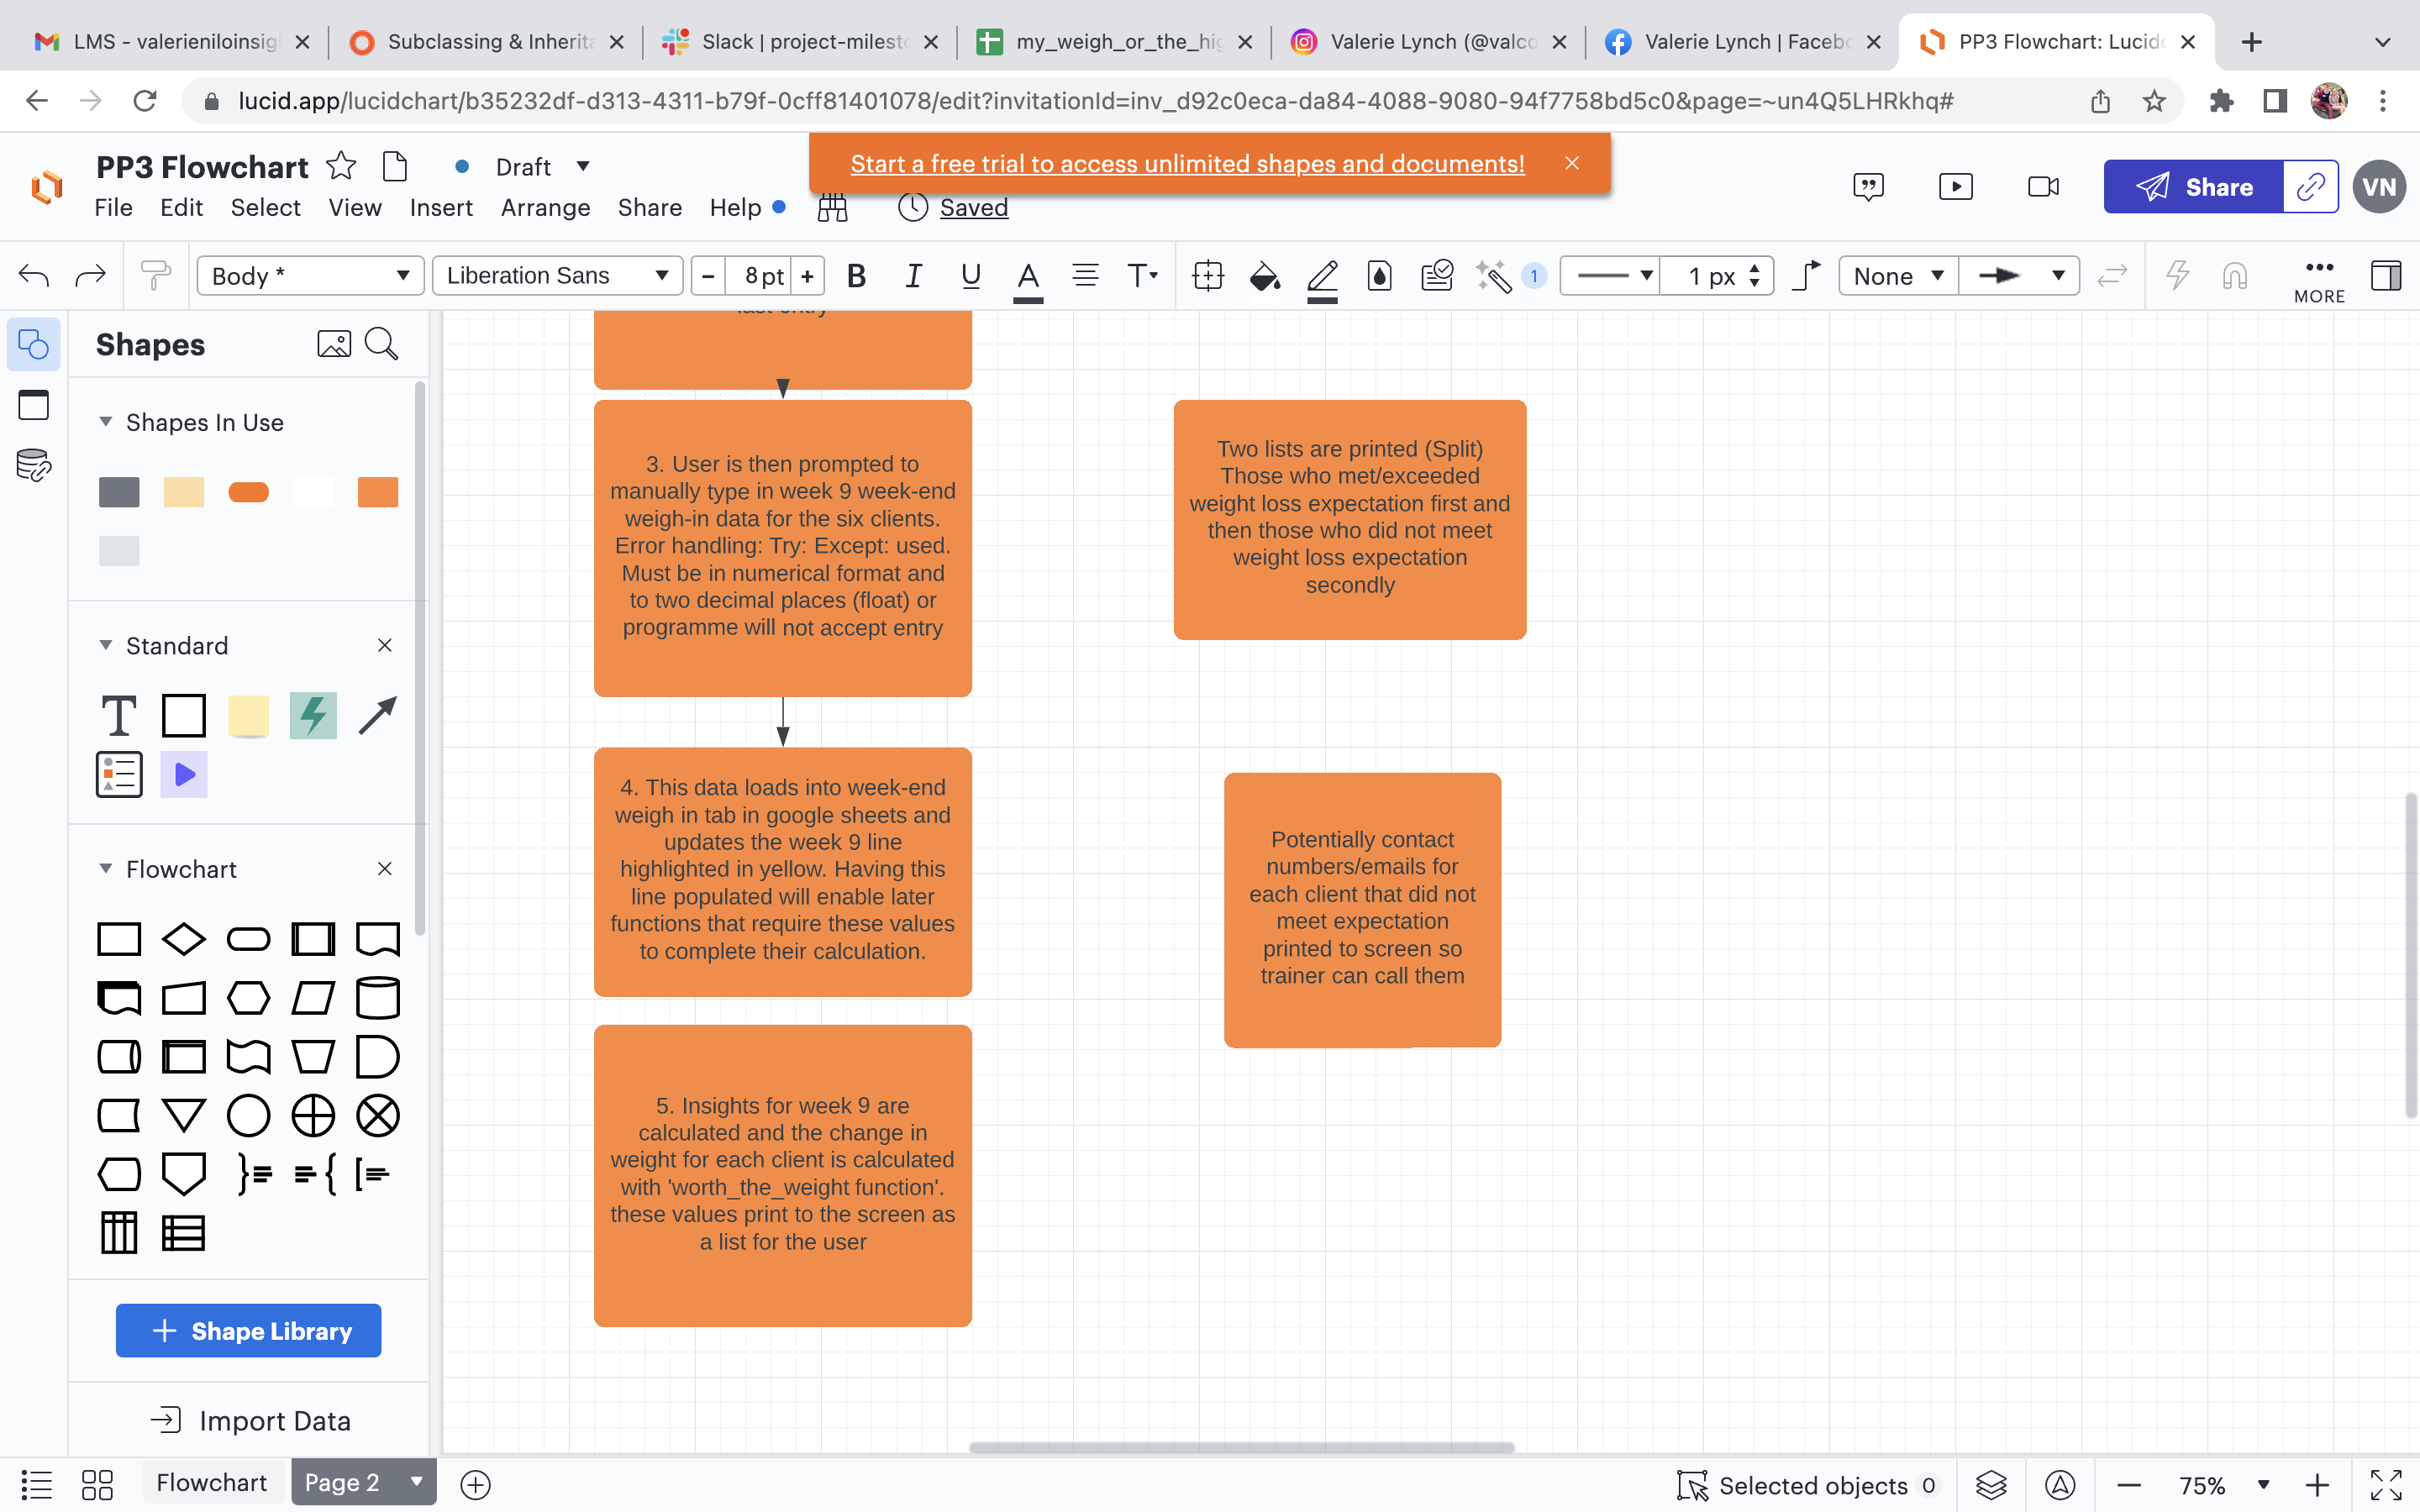 LMS - valerieniloinsig
Subclassing & Inherita
Slack | project-milest
my_weigh_or_the_hig
Valerie Lynch (@valco
Valerie Lynch | Facebo
PP3 Flowchart: Lucid
lucid.app/lucidchart/b35232df-d313-4311-b79f-0cff81401078/edit?invitationId=inv_d92c0eca-da84-4088-9080-94f7758bd5c0&page=~un4Q5LHRkhq#
PP3 Flowchart
Draft
Start a free trial to access unlimited shapes and documents!
Share
VN
File Edit Select View Insert Arrange Share Help
Saved
Body *
Liberation Sans
− 8 pt +
B I U A T
1
1 px
None
MORE
Shapes
Shapes In Use
Standard
T
Flowchart
+ Shape Library
Import Data
last entry
3. User is then prompted to
manually type in week 9 week-end
weigh-in data for the six clients.
Error handling: Try: Except: used.
Must be in numerical format and
to two decimal places (float) or
programme will not accept entry
4. This data loads into week-end
weigh in tab in google sheets and
updates the week 9 line
highlighted in yellow. Having this
line populated will enable later
functions that require these values
to complete their calculation.
5. Insights for week 9 are
calculated and the change in
weight for each client is calculated
with 'worth_the_weight function'.
these values print to the screen as
a list for the user
Two lists are printed (Split)
Those who met/exceeded
weight loss expectation first and
then those who did not meet
weight loss expectation
secondly
Potentially contact
numbers/emails for
each client that did not
meet expectation
printed to screen so
trainer can call them
Flowchart
Page 2
Selected objects 0
75%